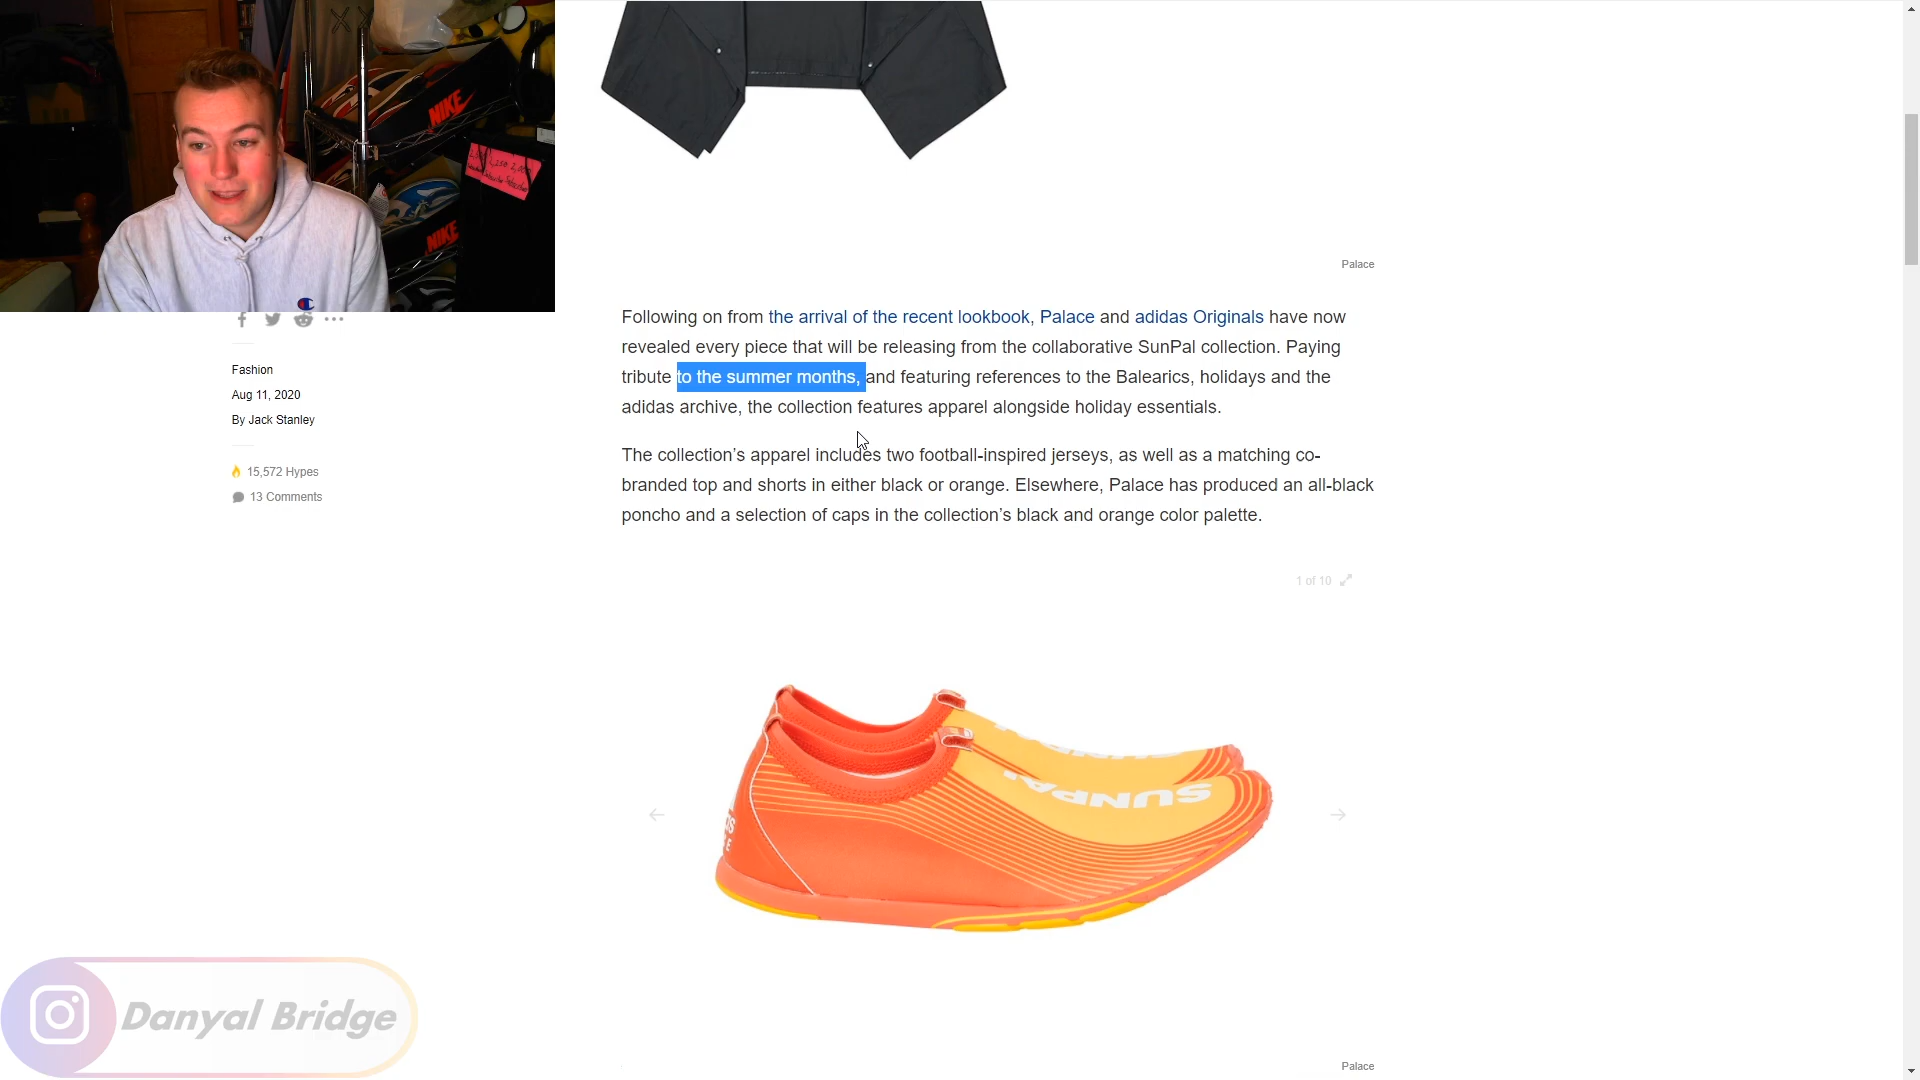 NIKE
NIKE
Palace
Following on from the arrival of the recent lookbook, Palace and adidas Originals have now
revealed every piece that will be releasing from the collaborative SunPal collection. Paying
tribute to the summer months, and featuring references to the Balearics, holidays and the
adidas archive, the collection features apparel alongside holiday essentials.
Fashion
Aug 11, 2020
By Jack Stanley
15,572 Hypes
13 Comments
The collection’s apparel includes two football-inspired jerseys, as well as a matching co-
branded top and shorts in either black or orange. Elsewhere, Palace has produced an all-black
poncho and a selection of caps in the collection’s black and orange color palette.
1 of 10
SUNPAL
Danyal Bridge
Palace